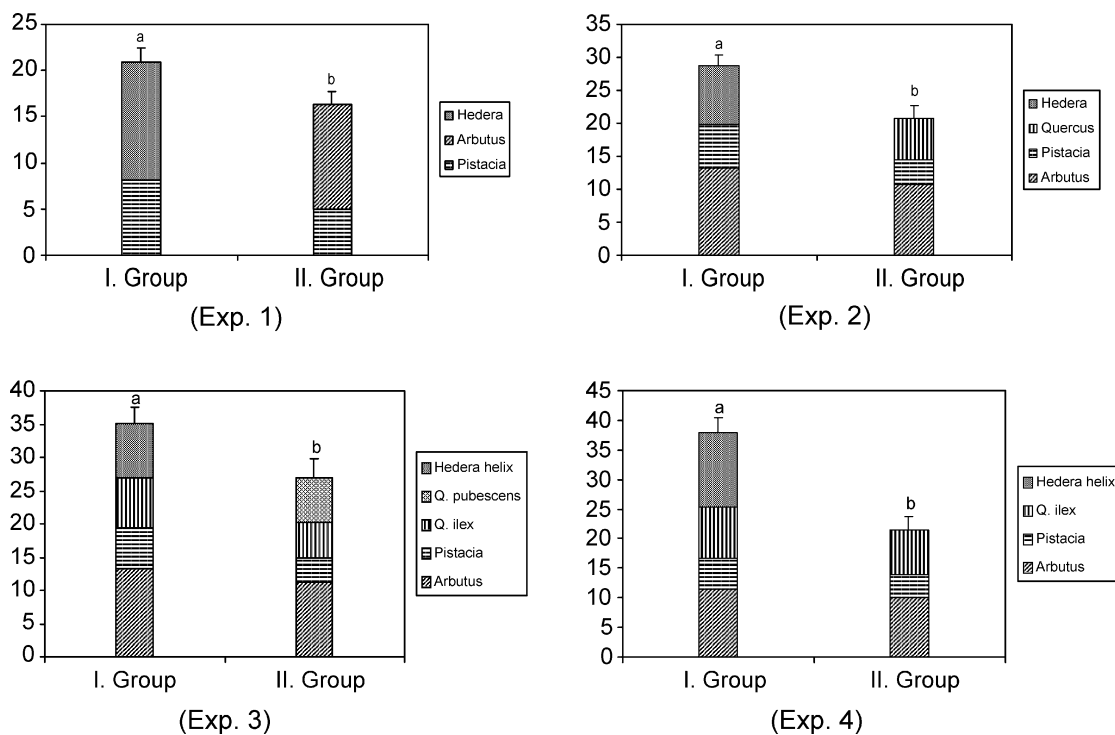 25
20
15
10
5
0
a
b
I. Group
II. Group
Hedera
Arbutus
Pistacia
(Exp. 1)
35
30
25
20
15
10
5
0
a
b
I. Group
II. Group
Hedera
Quercus
Pistacia
Arbutus
(Exp. 2)
40
35
30
25
20
15
10
5
0
a
b
I. Group
II. Group
Hedera helix
Q. pubescens
Q. ilex
Pistacia
Arbutus
(Exp. 3)
45
40
35
30
25
20
15
10
5
0
a
b
I. Group
II. Group
Hedera helix
Q. ilex
Pistacia
Arbutus
(Exp. 4)